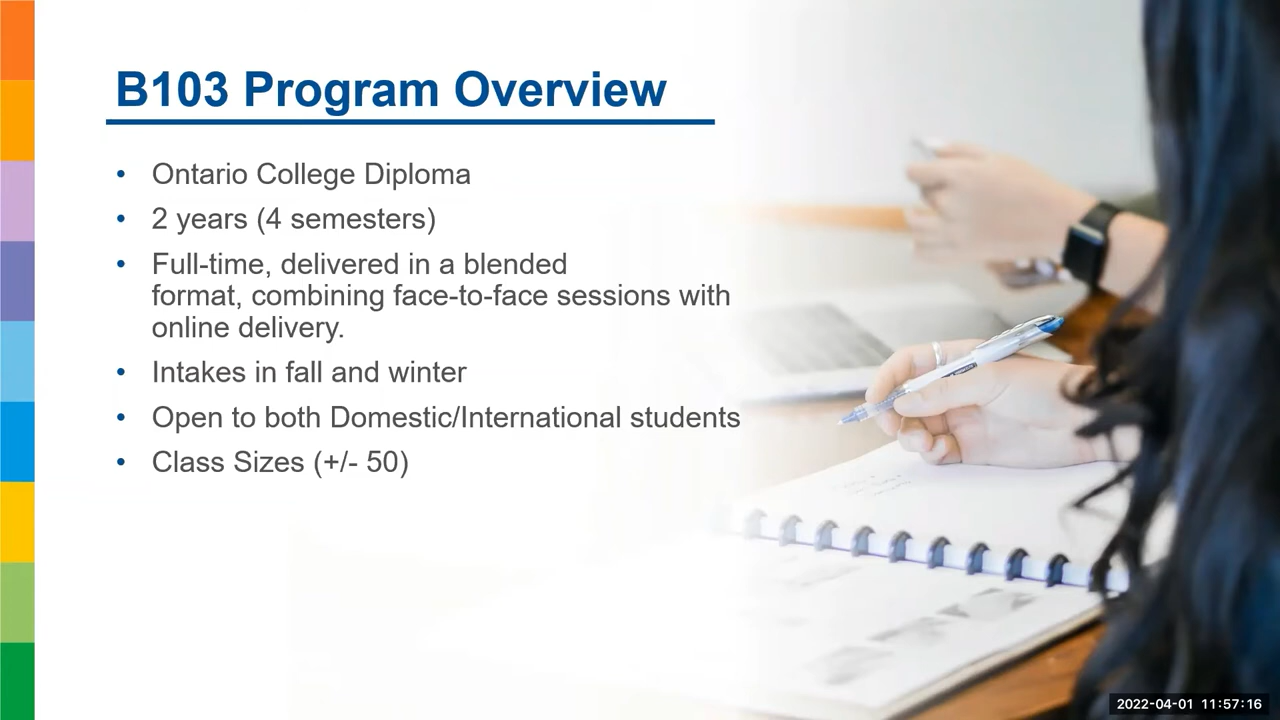 B103 Program Overview
• Ontario College Diploma
• 2 years (4 semesters)
• Full-time, delivered in a blended
format, combining face-to-face sessions with
online delivery.
• Intakes in fall and winter
• Open to both Domestic/International students
• Class Sizes (+/- 50)
2022-04-01 11:57:16